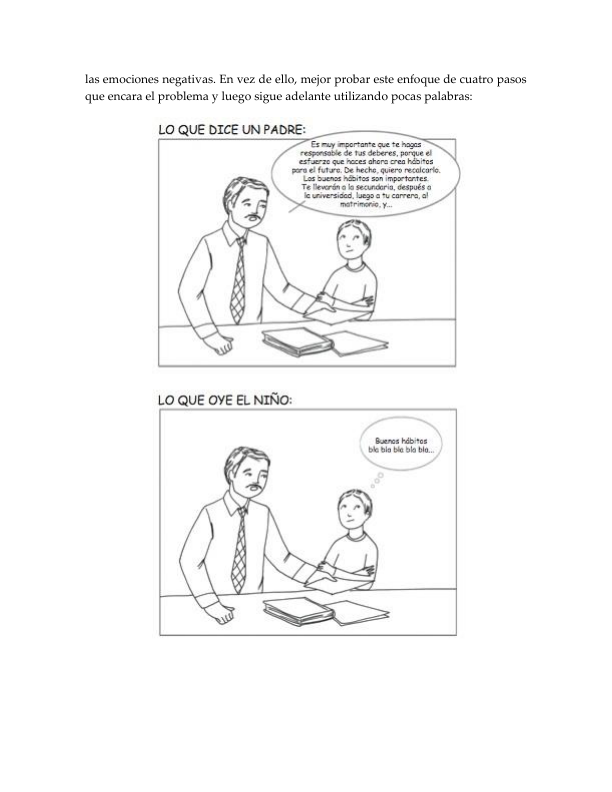 las emociones negativas. En vez de ello, mejor probar este enfoque de cuatro pasos
que encara el problema y luego sigue adelante utilizando pocas palabras:
LO QUE DICE UN PADRE:
Es muy importante que te hagas
responsable de tus deberes, porque el
esfuerzo que haces ahora crea hábitos
para el futuro. De hecho, quiero recalcarlo.
Los buenos hábitos son importantes.
Te llevarán a la secundaria, después a
la universidad, luego a tu carrera, al
matrimonio, y...
LO QUE OYE EL NIÑO:
Buenos hábitos
bla bla bla bla bla...